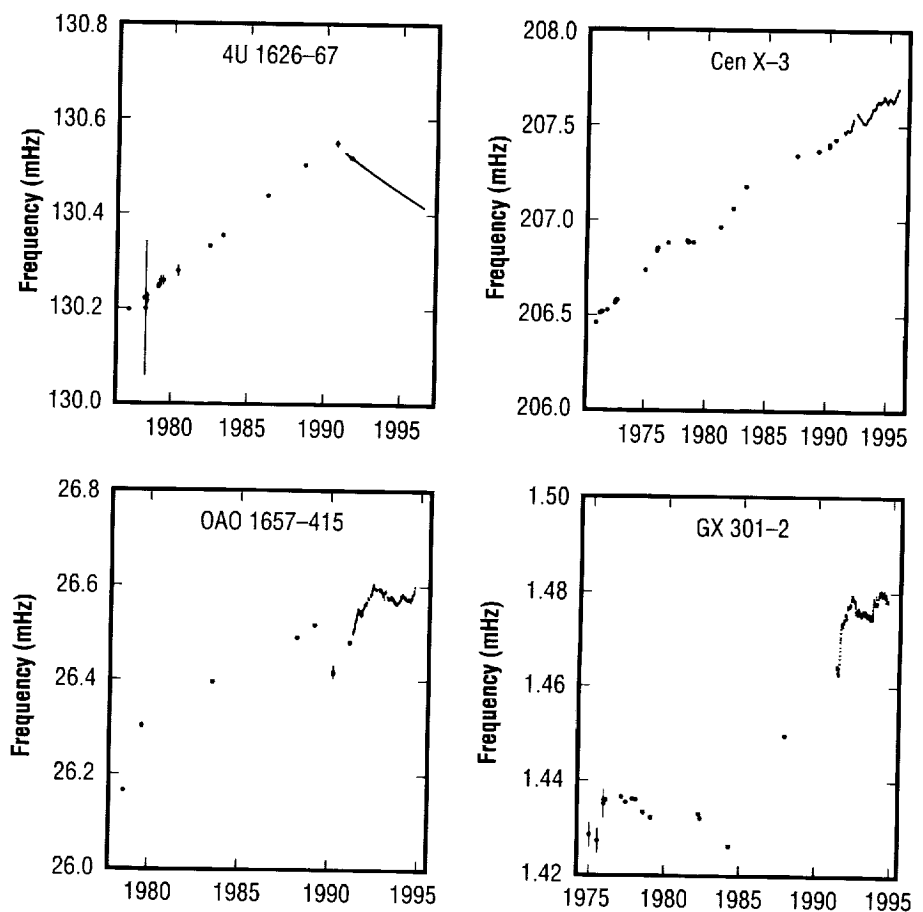 4U 1626–67
Frequency (mHz)
130.8
130.6
130.4
130.2
130.0
1980 1985 1990 1995
Cen X–3
Frequency (mHz)
208.0
207.5
207.0
206.5
206.0
1975 1980 1985 1990 1995
OAO 1657–415
Frequency (mHz)
26.8
26.6
26.4
26.2
26.0
1980 1985 1990 1995
GX 301–2
Frequency (mHz)
1.50
1.48
1.46
1.44
1.42
1975 1980 1985 1990 1995